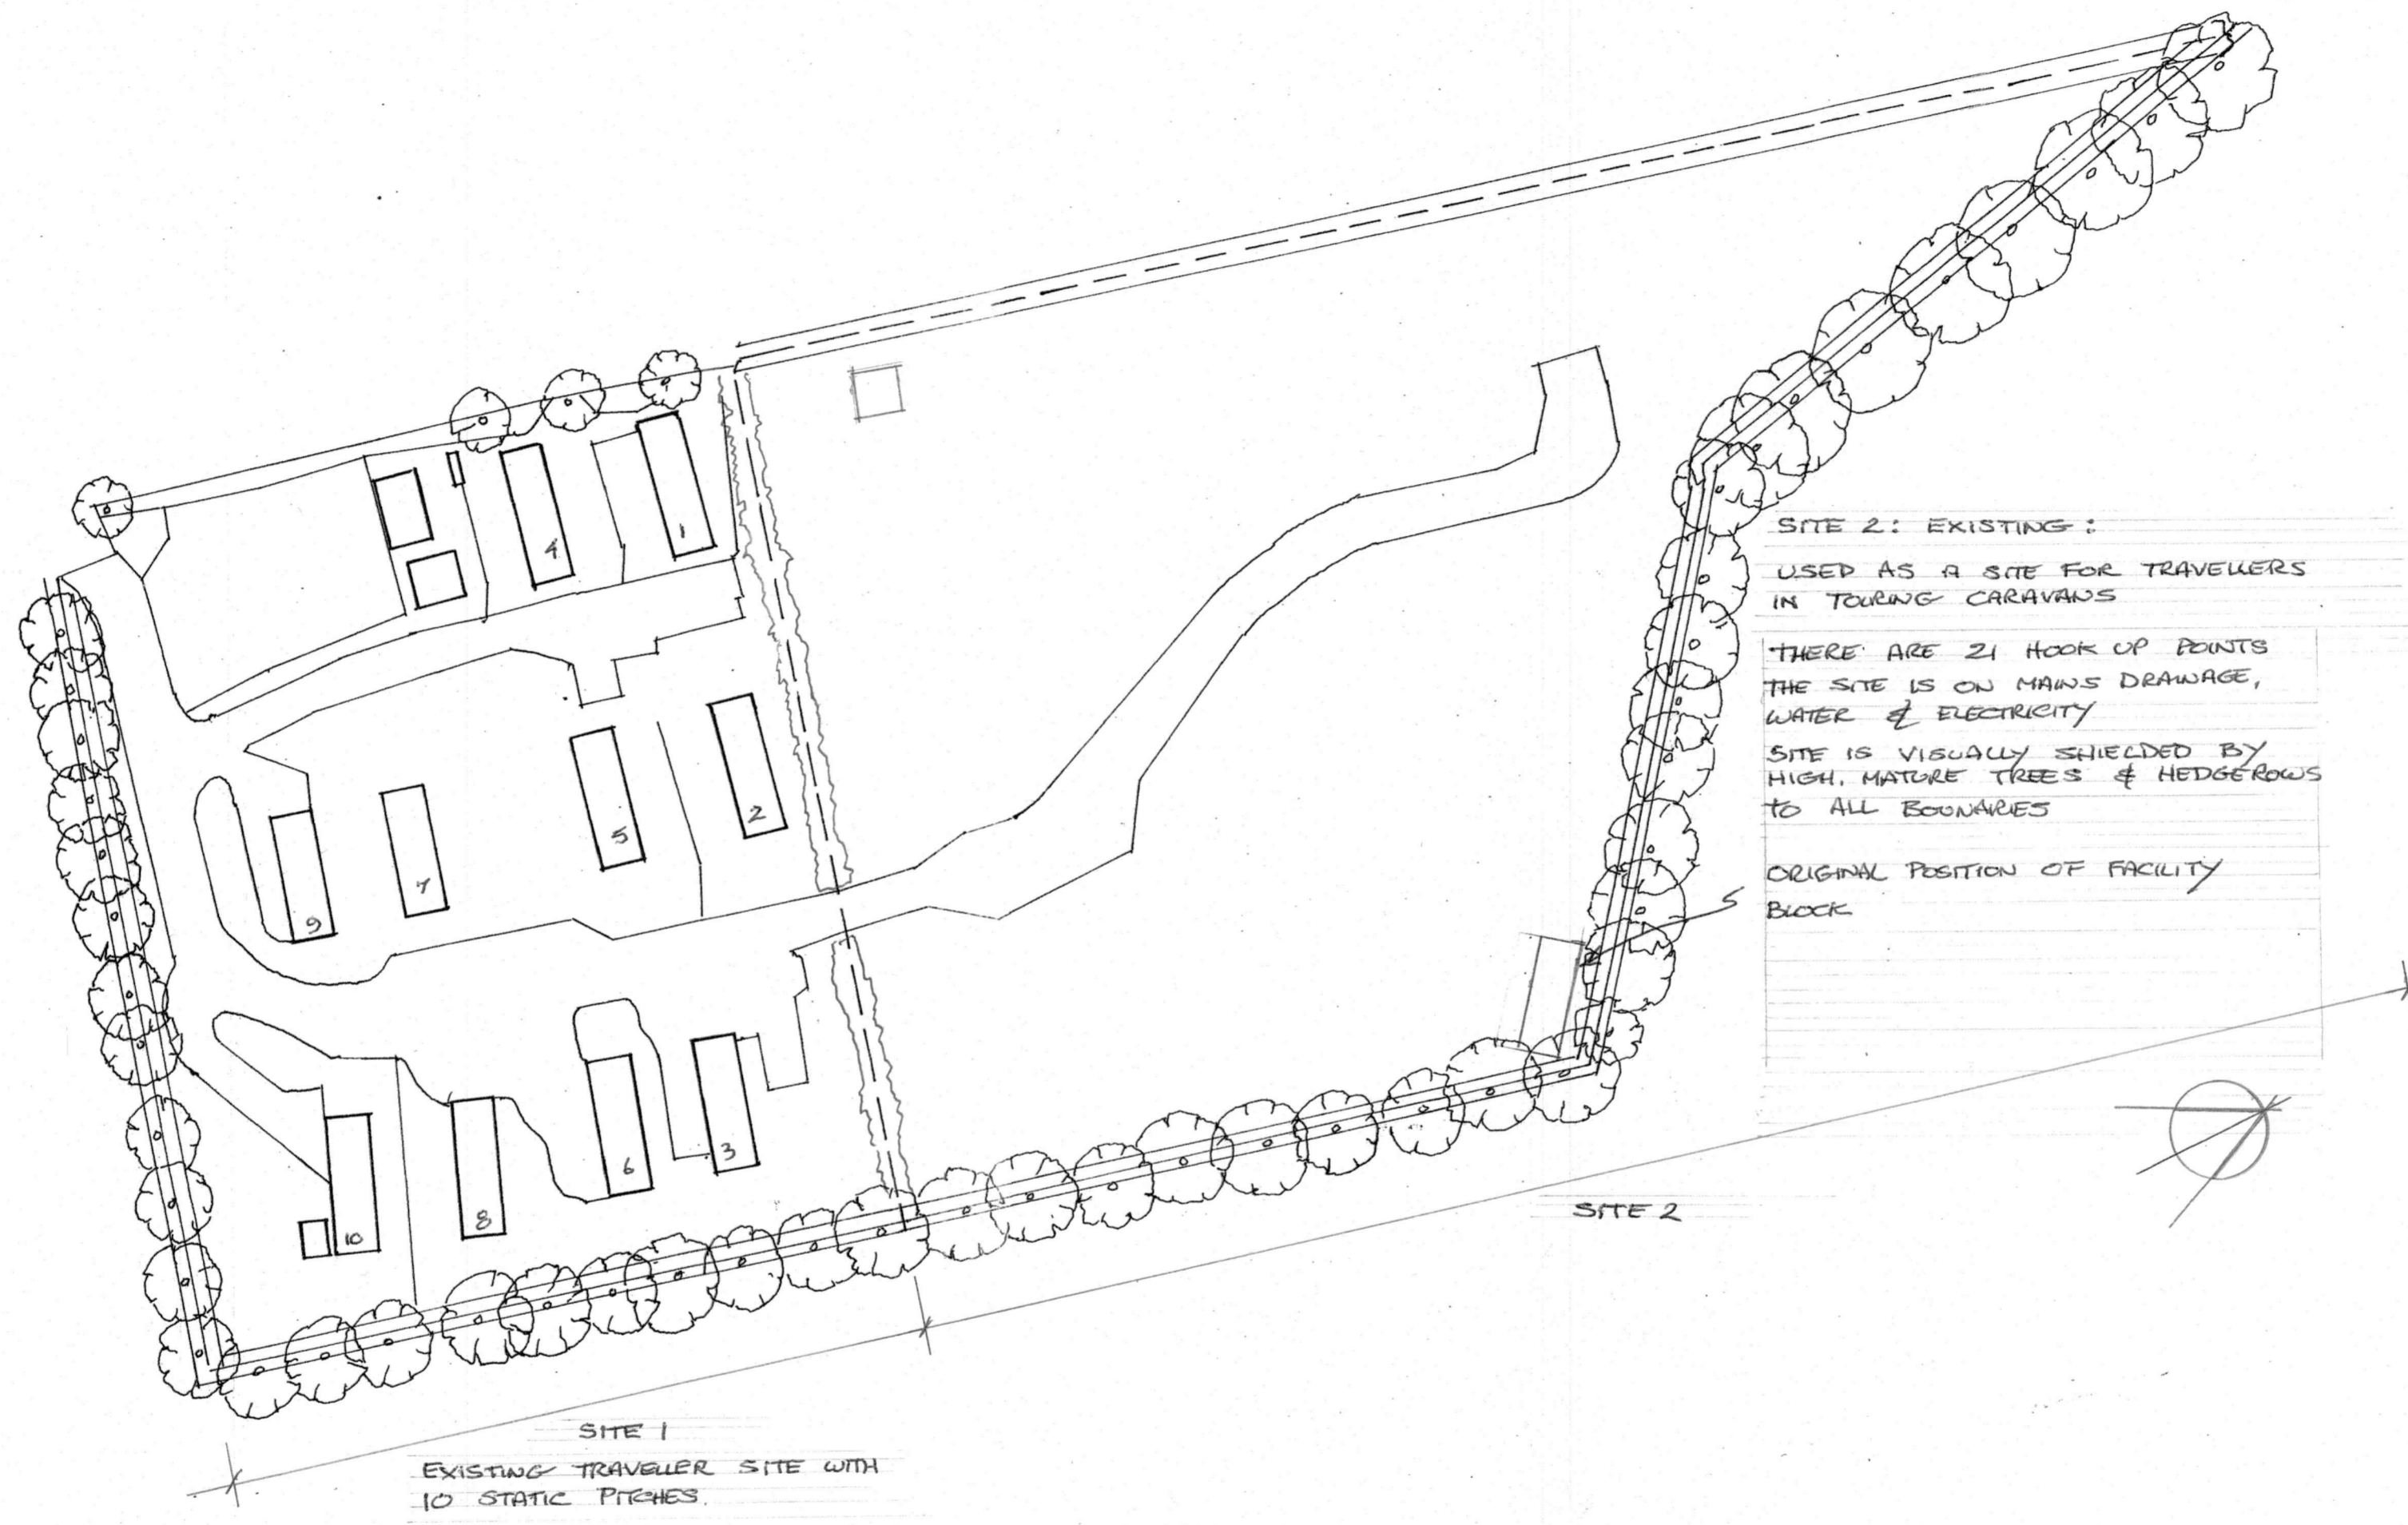 4
1
5
2
7
9
10
8
6
3
SITE 2: EXISTING:
USED AS A SITE FOR TRAVELLERS
IN TOURING CARAVANS
THERE ARE 21 HOOK UP POINTS
THE SITE IS ON MAINS DRAINAGE,
WATER & ELECTRICITY
SITE IS VISUALLY SHIELDED BY
HIGH, MATURE TREES & HEDGEROWS
TO ALL BOUNARIES
ORIGINAL POSITION OF FACILITY
BLOCK
SITE 2
SITE 1
EXISTING TRAVELLER SITE WITH
10 STATIC PITCHES.